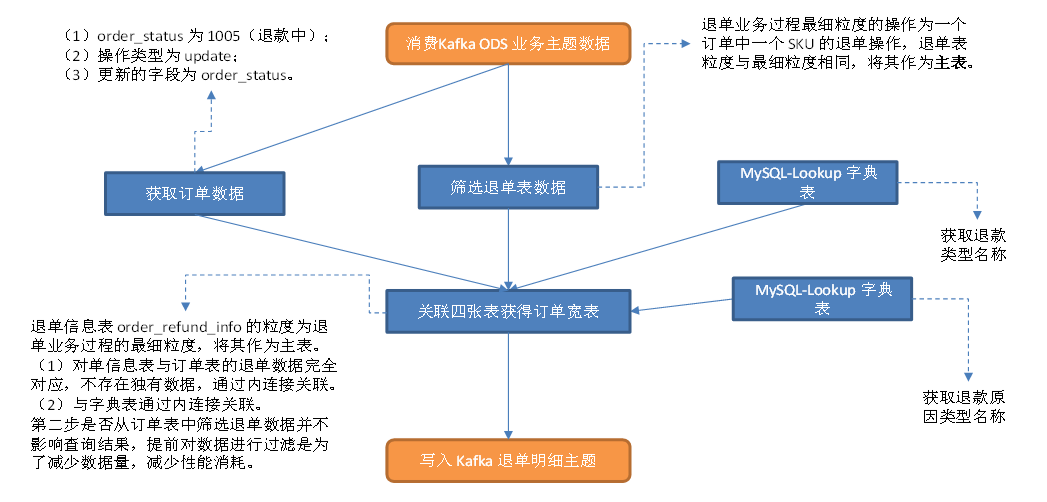 （1）order_status 为 1005（退款中）；
（2）操作类型为 update；
（3）更新的字段为 order_status。
消费Kafka ODS 业务主题数据
退单业务过程最细粒度的操作为一个
订单中一个 SKU 的退单操作，退单表
粒度与最细粒度相同，将其作为主表。
获取订单数据
筛选退单表数据
MySQL-Lookup 字典
表
获取退款
类型名称
关联四张表获得订单宽表
MySQL-Lookup 字典
表
获取退款原
因类型名称
退单信息表 order_refund_info 的粒度为退
单业务过程的最细粒度，将其作为主表。
（1）对单信息表与订单表的退单数据完全
对应，不存在独有数据，通过内连接关联。
（2）与字典表通过内连接关联。
第二步是否从订单表中筛选退单数据并不
影响查询结果，提前对数据进行过滤是为
了减少数据量，减少性能消耗。
写入 Kafka 退单明细主题